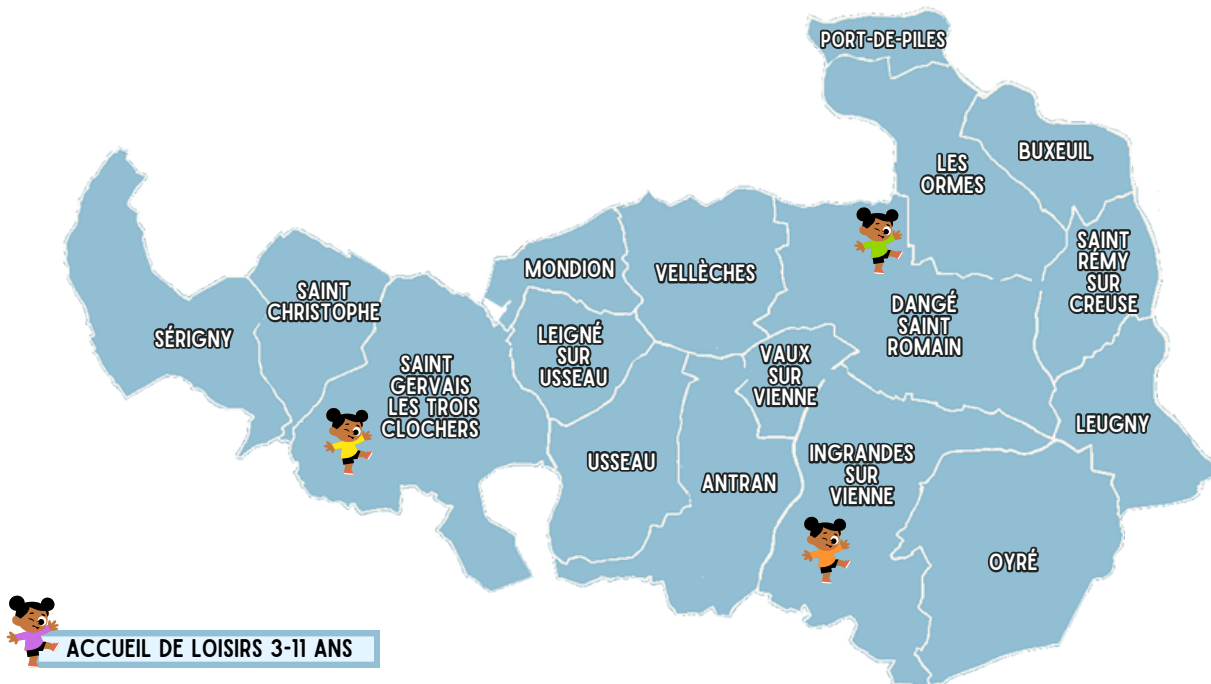 PORT-DE-PILES
LES
ORMES
BUXEUIL
SAINT
RÉMY
SUR
CREUSE
MONDION
VELLÈCHES
SAINT
CHRISTOPHE
SÉRIGNY
DANGÉ
SAINT
ROMAIN
LEIGNÉ
SUR
USSEAU
VAUX
SUR
VIENNE
SAINT
GERVAIS
LES TROIS
CLOCHERS
LEUGNY
USSEAU
ANTRAN
INGRANDES
SUR
VIENNE
OYRÉ
ACCUEIL DE LOISIRS 3-11 ANS